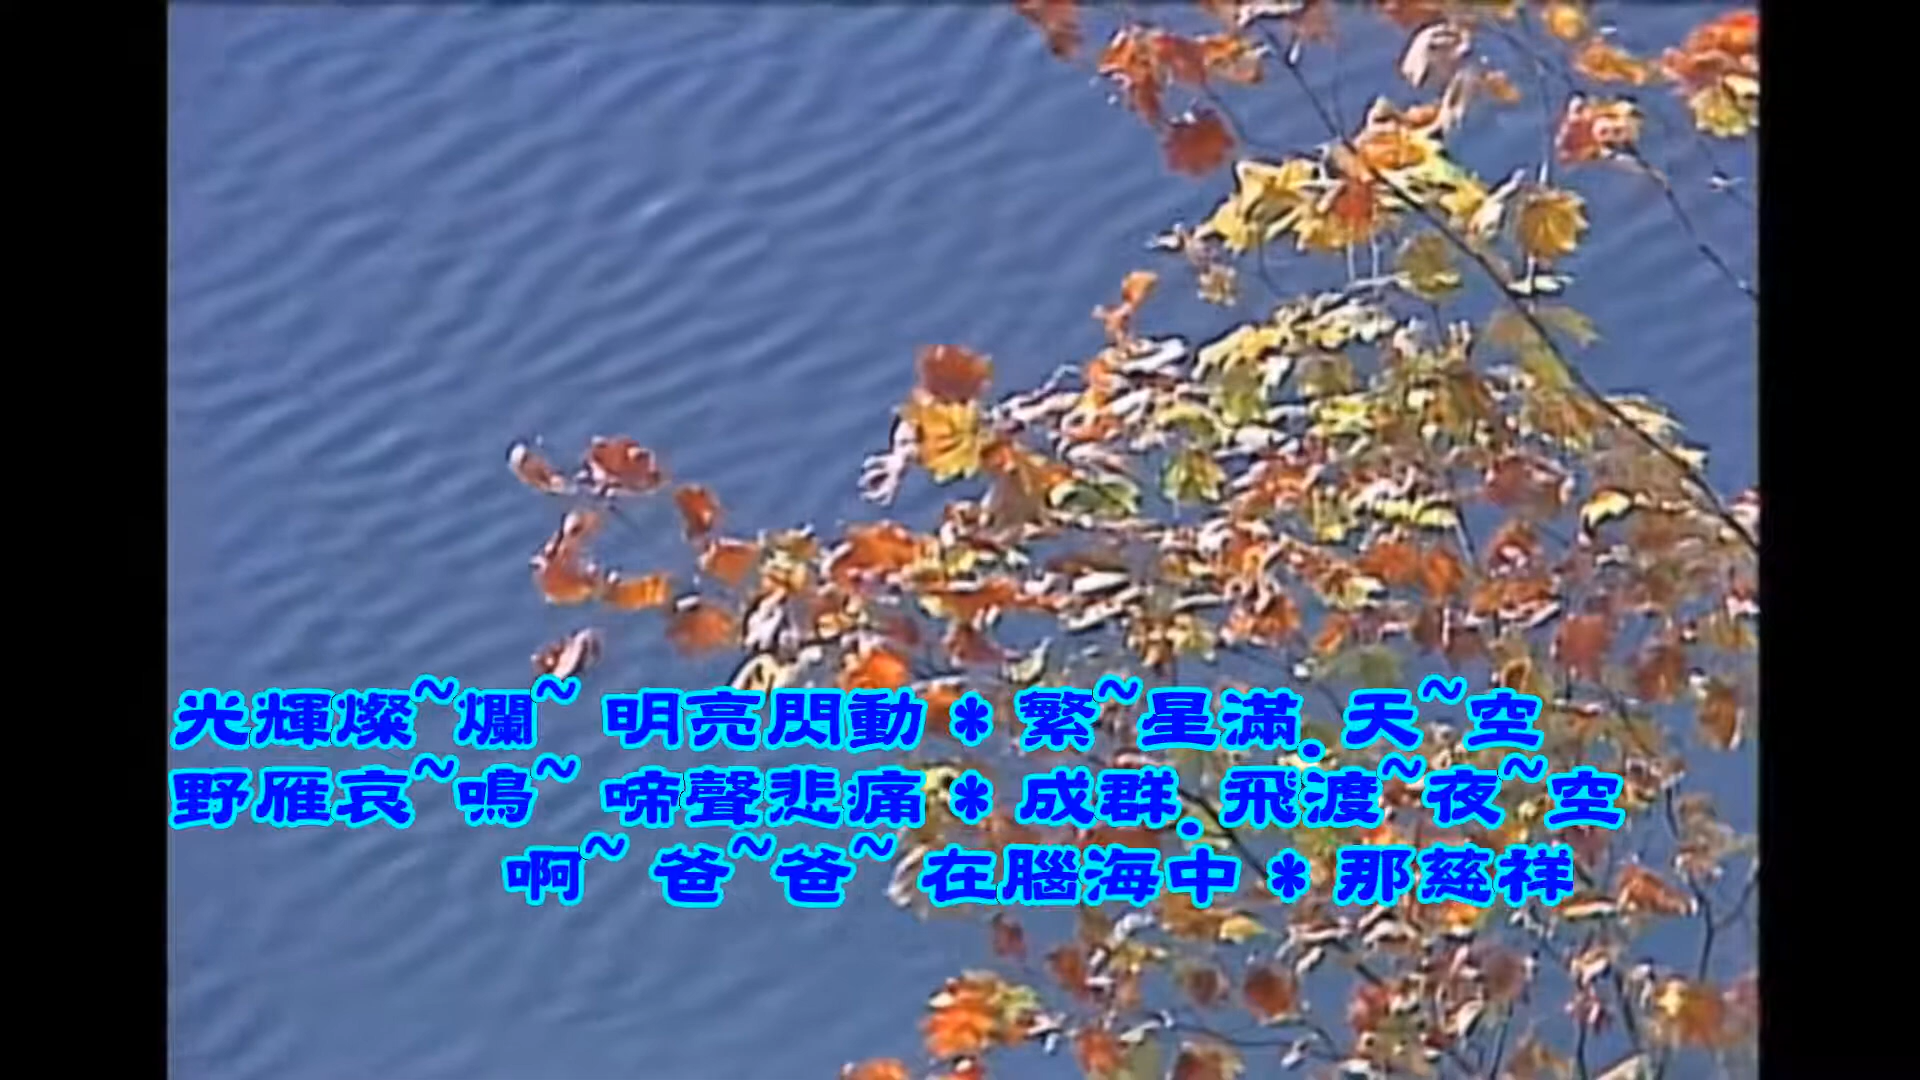 光輝燦~爛~ 明亮閃動 * 繁~星滿. 天~空
野雁哀~鳴~ 啼聲悲痛 * 成群. 飛渡~夜~空
啊~ 爸~爸~ 在腦海中 * 那慈祥